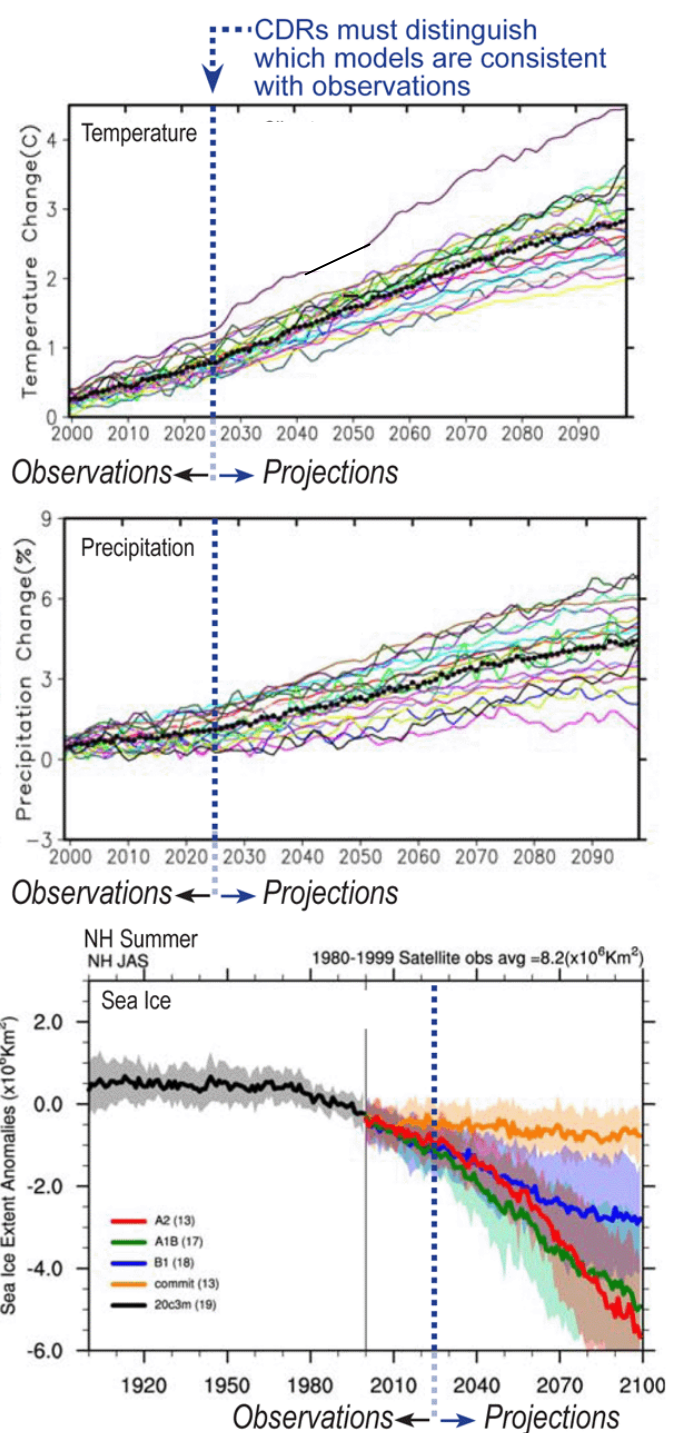 CDRs must distinguish
which models are consistent
with observations
Temperature
Temperature Change(C)
4
3
2
1
0
2000 2010 2020 2030 2040 2050 2060 2070 2080 2090
Observations Projections
Precipitation
Precipitation Change(%)
9
6
3
0
−3
2000 2010 2020 2030 2040 2050 2060 2070 2080 2090
Observations Projections
NH Summer
NH JAS 1980-1999 Satellite obs avg =8.2(x10⁶Km²)
Sea Ice
Sea Ice Extent Anomalies (x10⁶Km²)
2.0
0.0
-2.0
-4.0
-6.0
A2 (13)
A1B (17)
B1 (18)
commit (13)
20c3m (19)
1920 1950 1980 2010 2040 2070 2100
Observations Projections